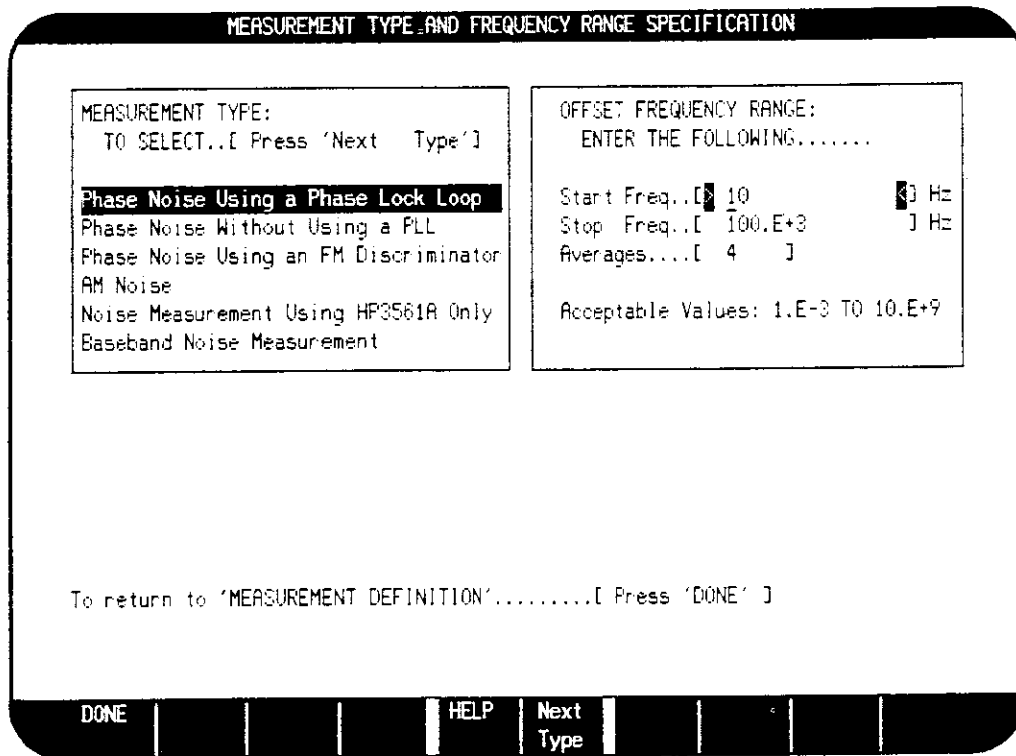 MEASUREMENT TYPE AND FREQUENCY RANGE SPECIFICATION
MEASUREMENT TYPE:
TO SELECT..[ Press 'Next Type']
Phase Noise Using a Phase Lock Loop
Phase Noise Without Using a PLL
Phase Noise Using an FM Discriminator
AM Noise
Noise Measurement Using HP3561A Only
Baseband Noise Measurement
OFFSET FREQUENCY RANGE:
ENTER THE FOLLOWING.......
Start Freq..[> 10 <] Hz
Stop Freq..[ 100.E+3 ] Hz
Averages....[ 4 ]
Acceptable Values: 1.E-3 TO 10.E+9
To return to 'MEASUREMENT DEFINITION'.........[ Press 'DONE' ]
DONE
HELP
Next
Type